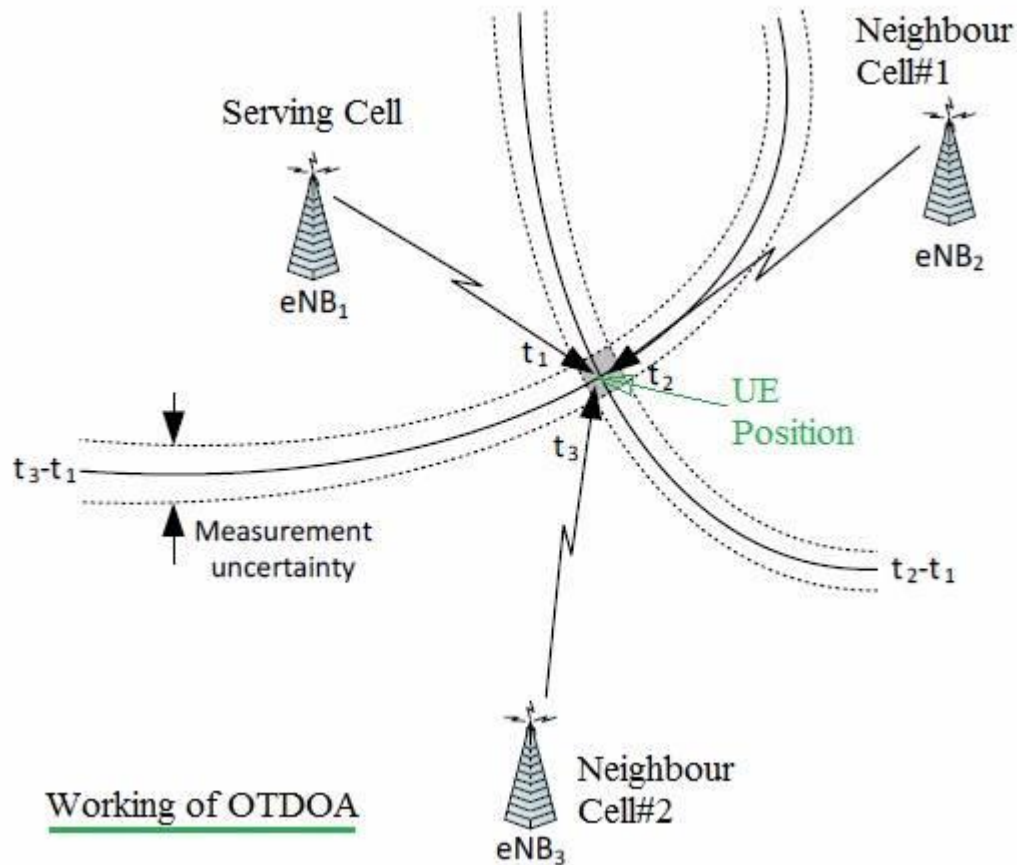 Neighbour
Cell#1
Serving Cell
eNB₂
eNB₁
t₁
t₂
UE
Position
t₃
t₃-t₁
Measurement
uncertainty
t₂-t₁
Neighbour
Cell#2
Working of OTDOA
eNB₃